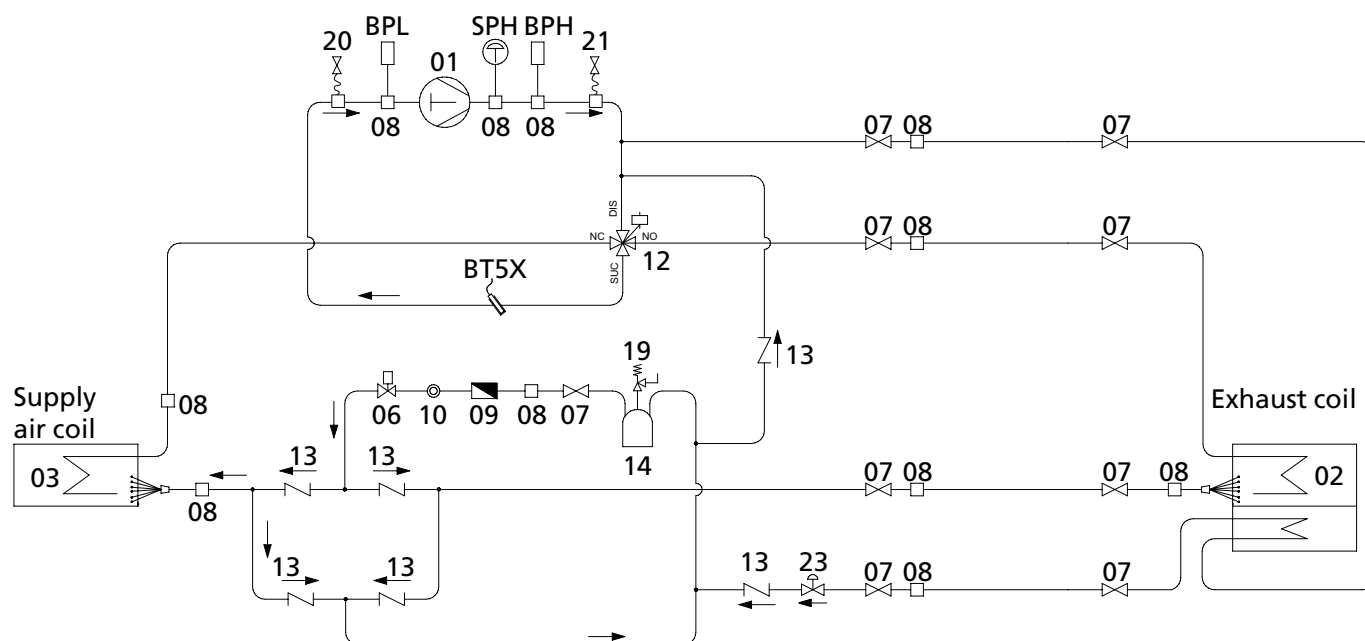 BPL SPH BPH
20 01 21
08 08 08
07 08 07
DIS
NC NO
07 08 07
SUC
12
BT5X
19
13
Supply
air coil
08
06 10 09 08 07
14
Exhaust coil
03
13 13
08
07 08 07 08
02
13 13
13 23 07 08 07